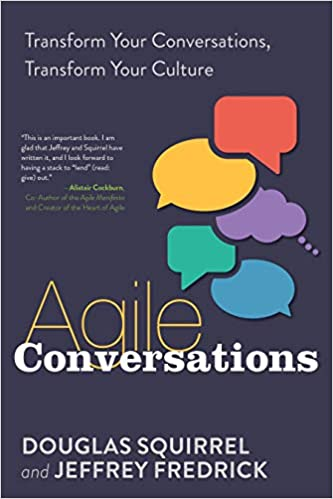 Transform Your Conversations,
Transform Your Culture
"This is an important book. I am
glad that Jeffrey and Squirrel have
written it, and I look forward to
having a stack to "lend" (read:
give) out."
– Alistair Cockburn,
Co-Author of the Agile Manifesto
and Creator of the Heart of Agile
Agile
Conversations
DOUGLAS SQUIRREL
and JEFFREY FREDRICK